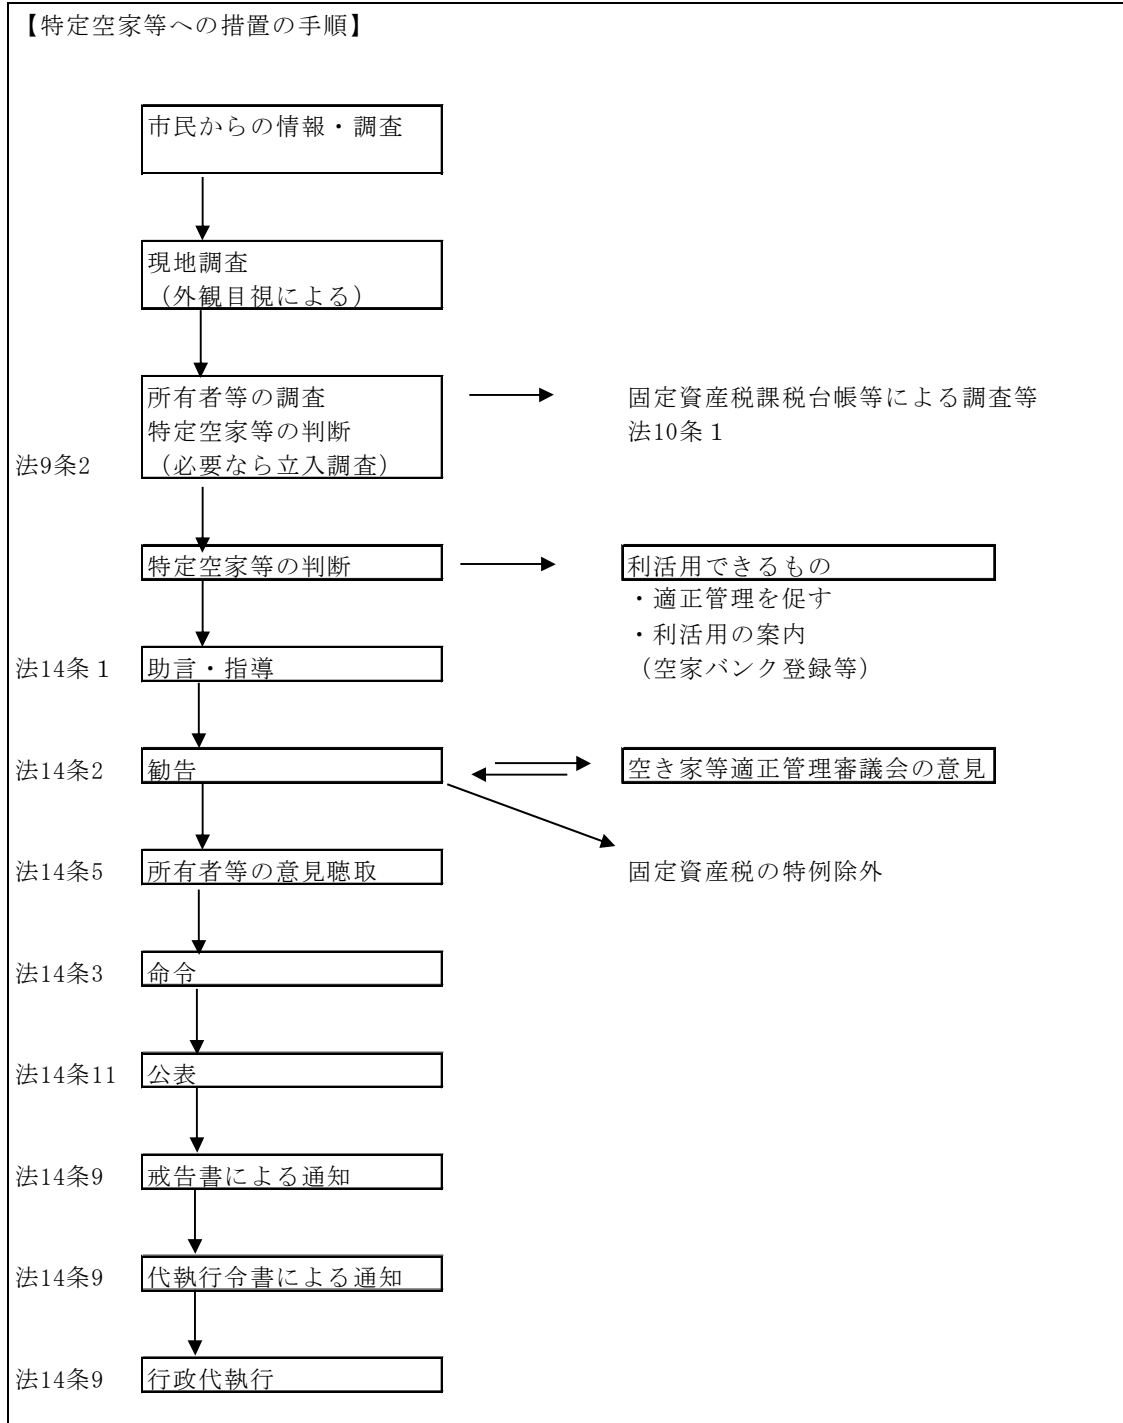 【特定空家等への措置の手順】
市民からの情報・調査
現地調査
（外観目視による）
所有者等の調査
固定資産税課税台帳等による調査等
特定空家等の判断
法10条１
法9条2
（必要なら立入調査）
特定空家等の判断
利活用できるもの
・適正管理を促す
・利活用の案内
（空家バンク登録等）
法14条１
助言・指導
法14条2
勧告
空き家等適正管理審議会の意見
法14条5
所有者等の意見聴取
固定資産税の特例除外
法14条3
命令
法14条11
公表
法14条9
戒告書による通知
法14条9
代執行令書による通知
法14条9
行政代執行